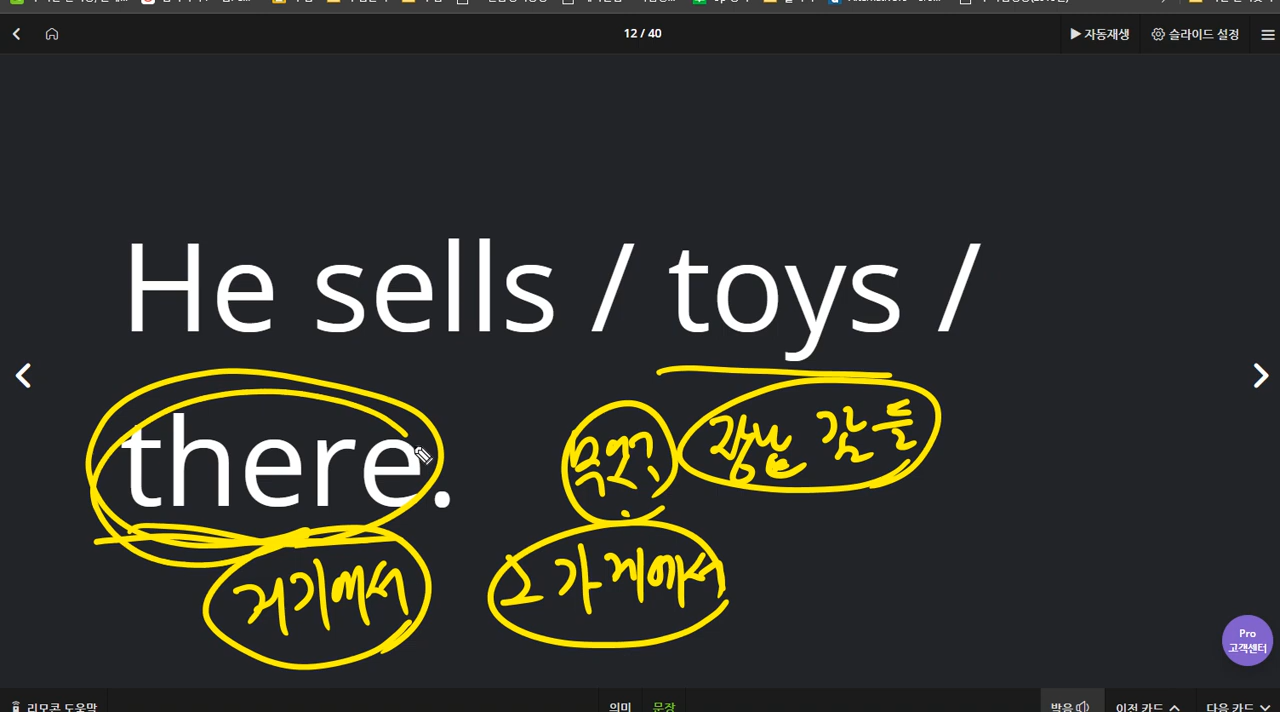 12 / 40
▶ 자동재생
슬라이드 설정
He sells / toys /
there.
무엇?
장난감들
거기에서
그 가게에서
Pro
고객센터
리모콘 도움말
의미
문장
발음
이전 카드
다음 카드